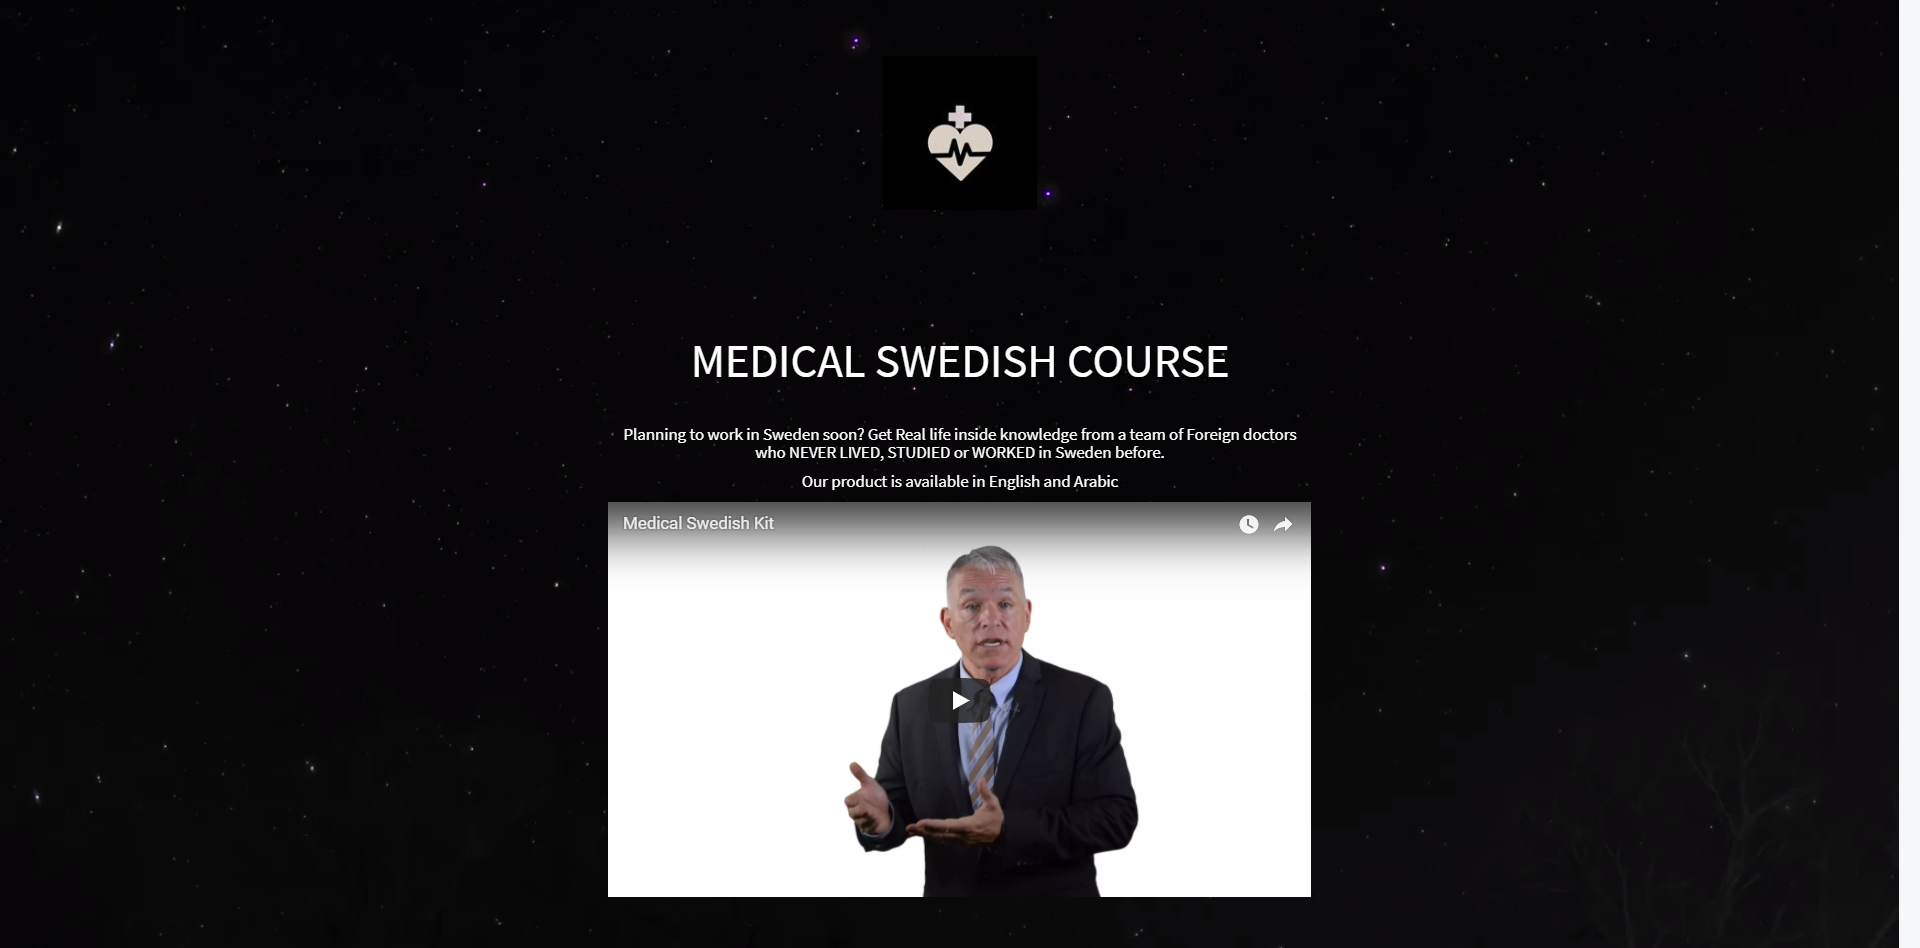 MEDICAL SWEDISH COURSE
Planning to work in Sweden soon? Get Real life inside knowledge from a team of Foreign doctors
who NEVER LIVED, STUDIED or WORKED in Sweden before.
Our product is available in English and Arabic
Medical Swedish Kit